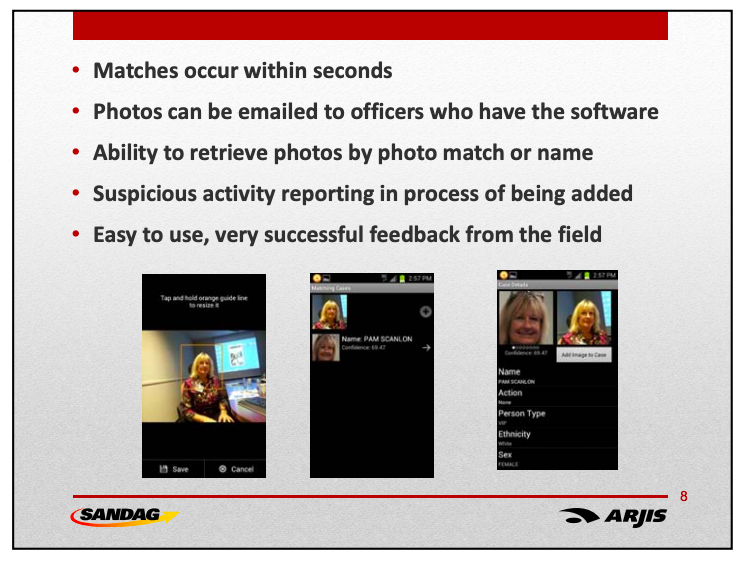 • Matches occur within seconds
• Photos can be emailed to officers who have the software
• Ability to retrieve photos by photo match or name
• Suspicious activity reporting in process of being added
• Easy to use, very successful feedback from the field
Tap and hold orange guide line
to resize it
Save
Cancel
2:57 PM
Matching Cases
Name: PAM SCANLON
Confidence: 69.47
2:57 PM
Case Details
Confidence: 69.47
Add Image to Case
Name
PAM SCANLON
Action
None
Person Type
VIP
Ethnicity
White
Sex
FEMALE
8
SANDAG
ARJIS